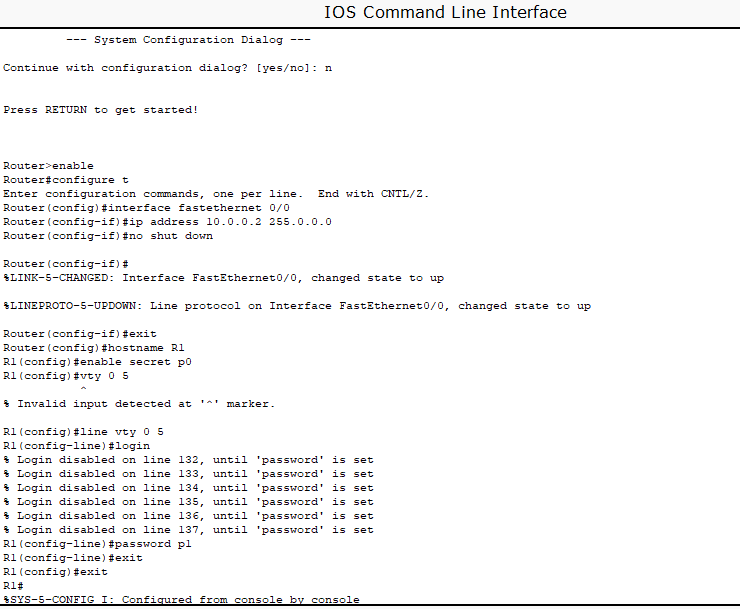 IOS Command Line Interface
--- System Configuration Dialog ---
Continue with configuration dialog? [yes/no]: n
Press RETURN to get started!
Router>enable
Router#configure t
Enter configuration commands, one per line.  End with CNTL/Z.
Router(config)#interface fastethernet 0/0
Router(config-if)#ip address 10.0.0.2 255.0.0.0
Router(config-if)#no shut down
Router(config-if)#
%LINK-5-CHANGED: Interface FastEthernet0/0, changed state to up
%LINEPROTO-5-UPDOWN: Line protocol on Interface FastEthernet0/0, changed state to up
Router(config-if)#exit
Router(config)#hostname R1
R1(config)#enable secret p0
R1(config)#vty 0 5
^
% Invalid input detected at '^' marker.
R1(config)#line vty 0 5
R1(config-line)#login
% Login disabled on line 132, until 'password' is set
% Login disabled on line 133, until 'password' is set
% Login disabled on line 134, until 'password' is set
% Login disabled on line 135, until 'password' is set
% Login disabled on line 136, until 'password' is set
% Login disabled on line 137, until 'password' is set
R1(config-line)#password p1
R1(config-line)#exit
R1(config)#exit
R1#
%SYS-5-CONFIG_I: Configured from console by console